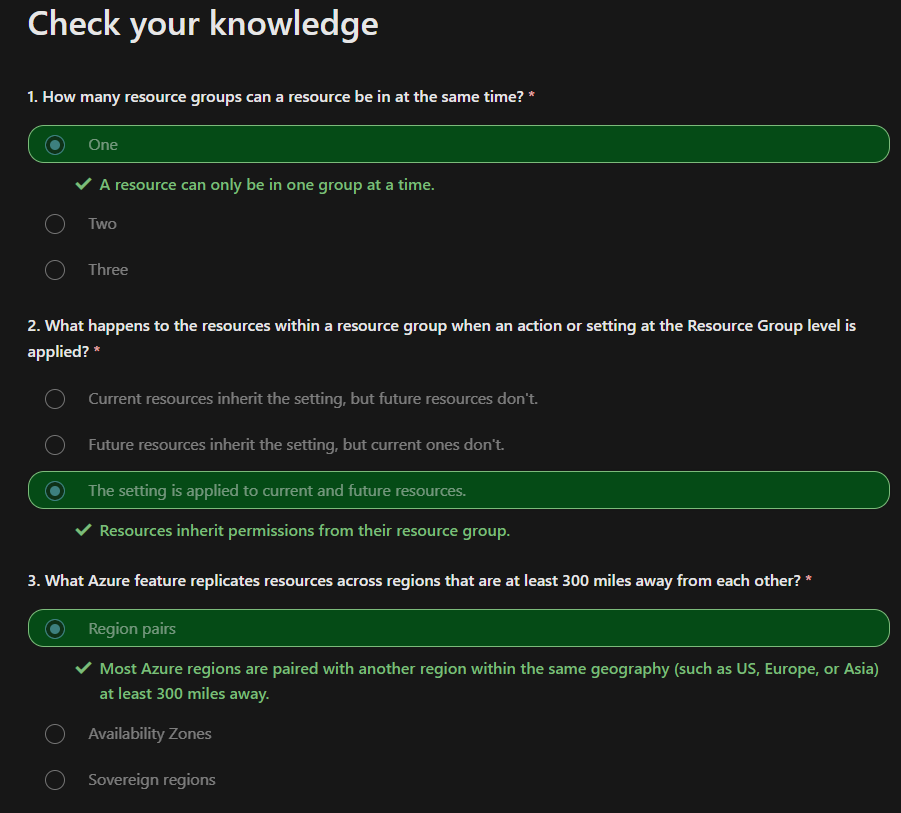 Check your knowledge
1. How many resource groups can a resource be in at the same time? *
One
A resource can only be in one group at a time.
Two
Three
2. What happens to the resources within a resource group when an action or setting at the Resource Group level is
applied? *
Current resources inherit the setting, but future resources don't.
Future resources inherit the setting, but current ones don't.
The setting is applied to current and future resources.
Resources inherit permissions from their resource group.
3. What Azure feature replicates resources across regions that are at least 300 miles away from each other? *
Region pairs
Most Azure regions are paired with another region within the same geography (such as US, Europe, or Asia)
at least 300 miles away.
Availability Zones
Sovereign regions